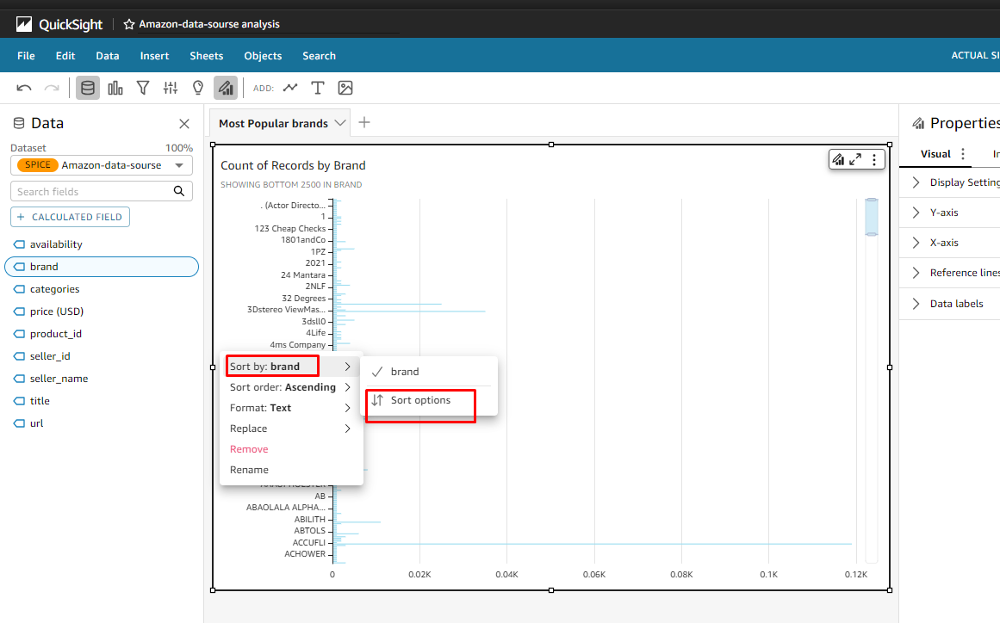 QuickSight
Amazon-data-sourse analysis
File Edit Data Insert Sheets Objects Search
ACTUAL SI
ADD:
Data
Dataset 100%
SPICE Amazon-data-sourse
Search fields
+ CALCULATED FIELD
availability
brand
categories
price (USD)
product_id
seller_id
seller_name
title
url
Most Popular brands
Count of Records by Brand
SHOWING BOTTOM 2500 IN BRAND
. (Actor Directo...
1
123 Cheap Checks
1801andCo
1PZ
2021
24 Mantara
2NLF
32 Degrees
3Dstereo ViewMas...
3dsll0
4Life
4ms Company
Sort by: brand
Sort order: Ascending
Format: Text
Replace
Remove
Rename
brand
Sort options
AB
ABAOLALA ALPHA...
ABILITH
ABTOLS
ACCUFLI
ACHOWER
0 0.02K 0.04K 0.06K 0.08K 0.1K 0.12K
Properties
Visual In
Display Setting
Y-axis
X-axis
Reference lines
Data labels